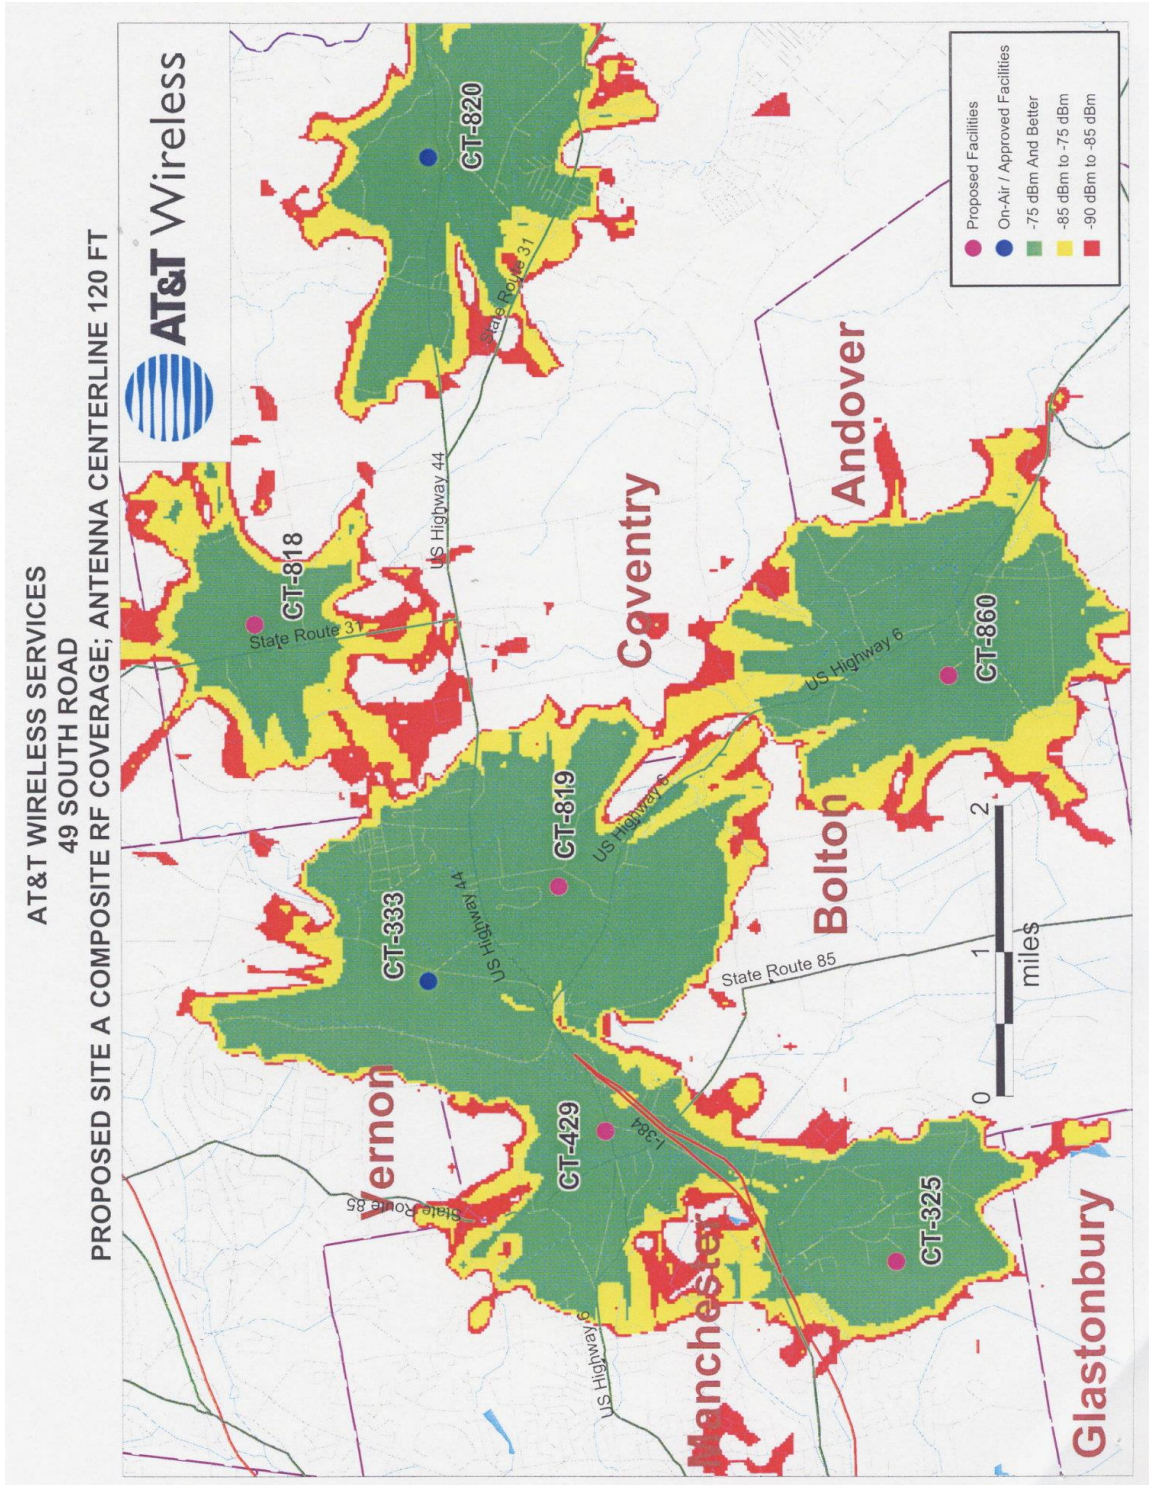 AT&T WIRELESS SERVICES
49 SOUTH ROAD
PROPOSED SITE A COMPOSITE RF COVERAGE; ANTENNA CENTERLINE 120 FT
AT&T Wireless
CT-818
State Route 31
CT-820
US Highway 44
State Route 31
CT-333
Vernon
State Route 85
US Highway 44
CT-819
CT-429
US Highway 6
I-384
US Highway 6
Coventry
Manchester
State Route 85
Bolton
US Highway 6
Andover
CT-325
CT-860
Glastonbury
0 1 2
miles
Proposed Facilities
On-Air / Approved Facilities
-75 dBm And Better
-85 dBm to -75 dBm
-90 dBm to -85 dBm